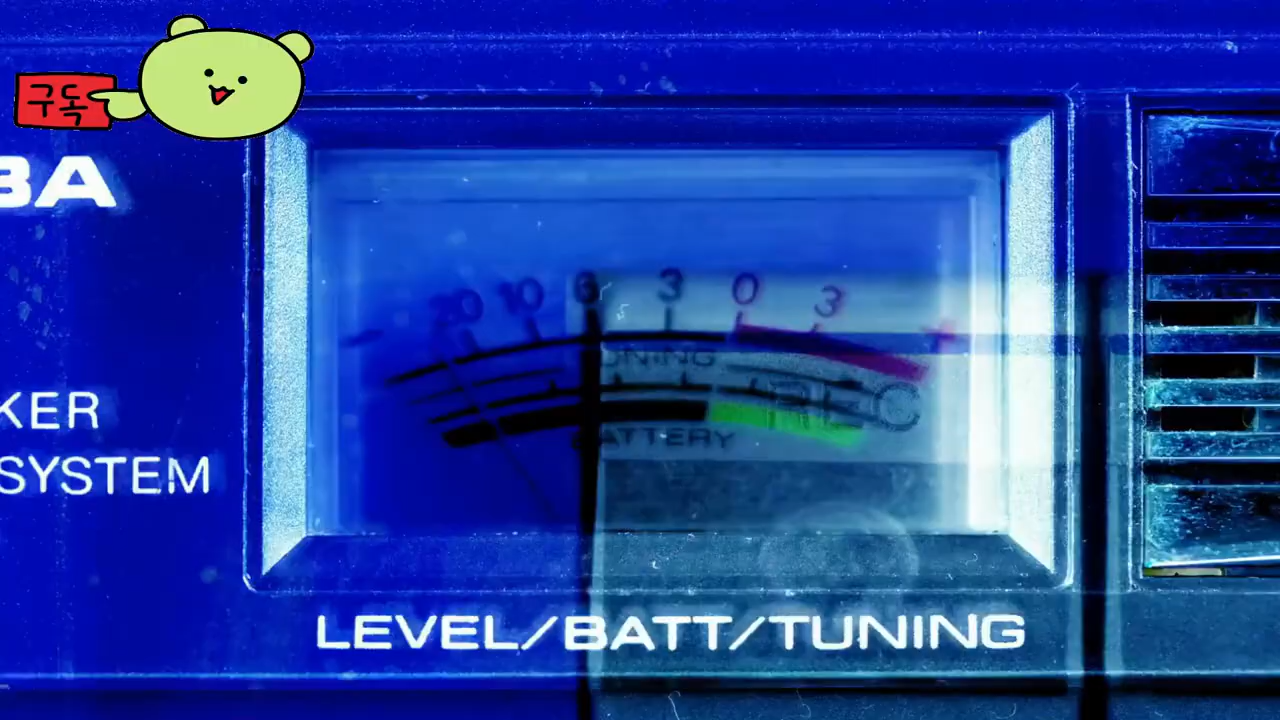 구독
BA
KER
SYSTEM
20 10 6 3 0 3 +
TUNING
REC
BATTERY
LEVEL/BATT/TUNING